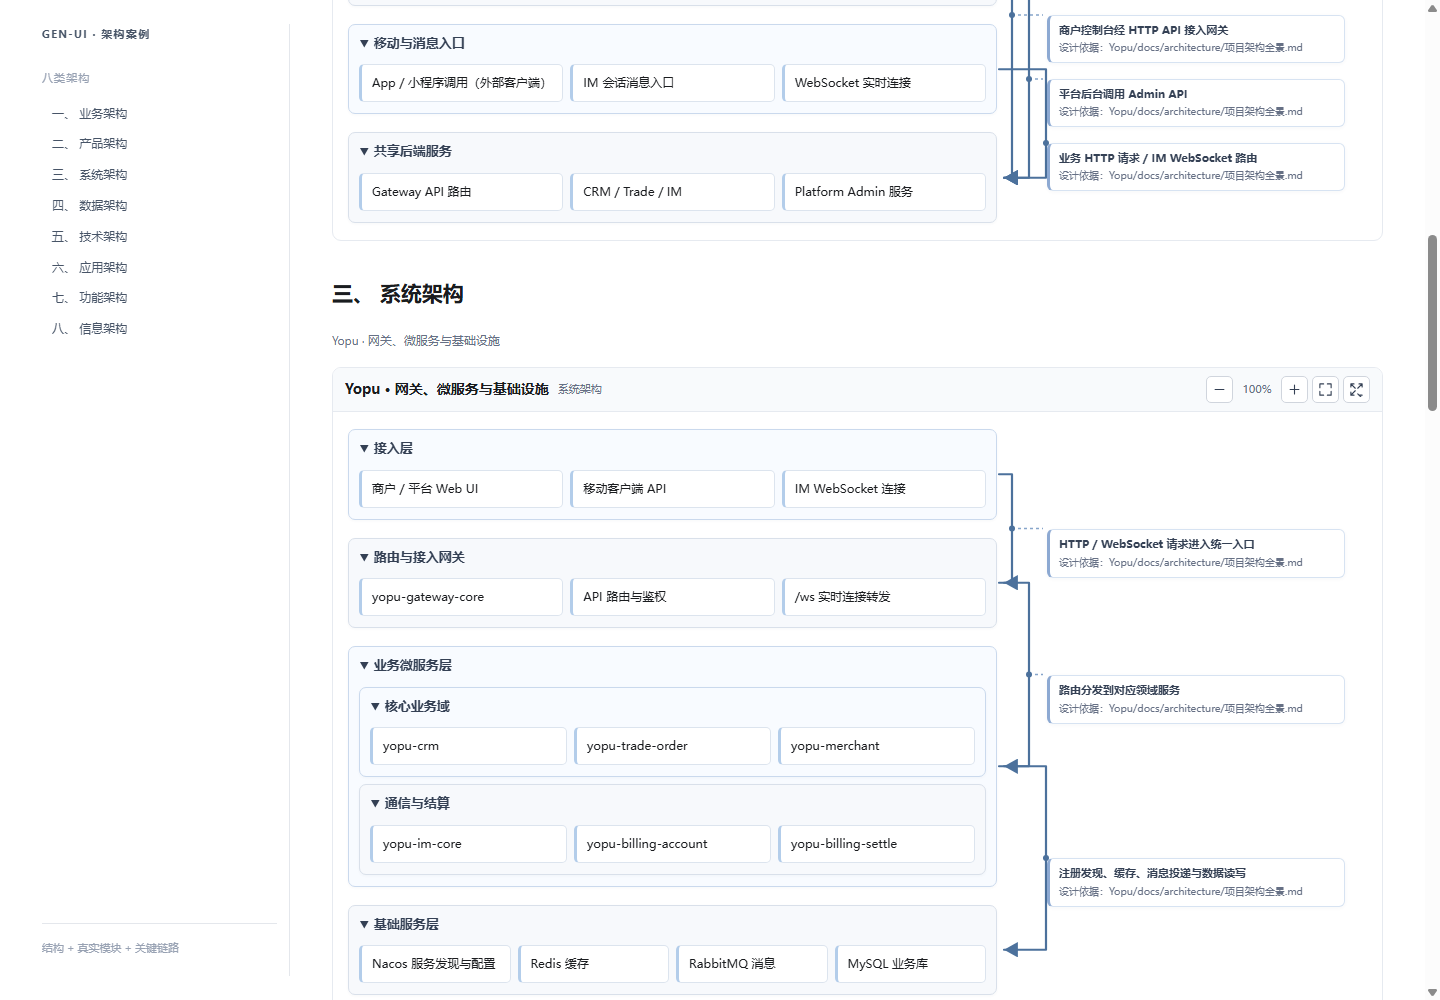 GEN-UI · 架构案例
八类架构
一、 业务架构
二、 产品架构
三、 系统架构
四、 数据架构
五、 技术架构
六、 应用架构
七、 功能架构
八、 信息架构
结构 + 真实模块 + 关键链路
▼ 移动与消息入口
App / 小程序调用（外部客户端）
IM 会话消息入口
WebSocket 实时连接
▼ 共享后端服务
Gateway API 路由
CRM / Trade / IM
Platform Admin 服务
商户控制台经 HTTP API 接入网关
设计依据：Yopu/docs/architecture/项目架构全景.md
平台后台调用 Admin API
设计依据：Yopu/docs/architecture/项目架构全景.md
业务 HTTP 请求 / IM WebSocket 路由
设计依据：Yopu/docs/architecture/项目架构全景.md
三、 系统架构
Yopu · 网关、微服务与基础设施
Yopu • 网关、微服务与基础设施 系统架构
100%
▼ 接入层
商户 / 平台 Web UI
移动客户端 API
IM WebSocket 连接
▼ 路由与接入网关
yopu-gateway-core
API 路由与鉴权
/ws 实时连接转发
▼ 业务微服务层
▼ 核心业务域
yopu-crm
yopu-trade-order
yopu-merchant
▼ 通信与结算
yopu-im-core
yopu-billing-account
yopu-billing-settle
▼ 基础服务层
Nacos 服务发现与配置
Redis 缓存
RabbitMQ 消息
MySQL 业务库
HTTP / WebSocket 请求进入统一入口
设计依据：Yopu/docs/architecture/项目架构全景.md
路由分发到对应领域服务
设计依据：Yopu/docs/architecture/项目架构全景.md
注册发现、缓存、消息投递与数据读写
设计依据：Yopu/docs/architecture/项目架构全景.md